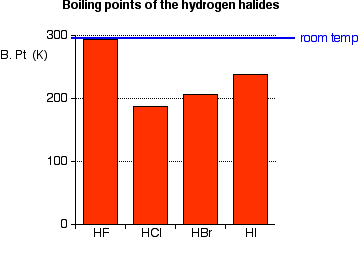 Boiling points of the hydrogen halides
300
room temp
B. Pt (K)
200
100
0
HF HCl HBr HI